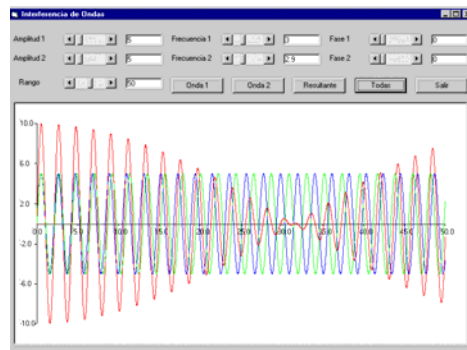 Interferencia de Ondas
Amplitud 1 5 Frecuencia 1 3 Fase 1 0
Amplitud 2 5 Frecuencia 2 2.9 Fase 2 0
Rango 50 Onda 1 Onda 2 Resultante Todas Salir
10.0
6.0
2.0
0.0 5.0 10.0 15.0 20.0 25.0 30.0 35.0 40.0 45.0 50.0
-2.0
-6.0
-10.0